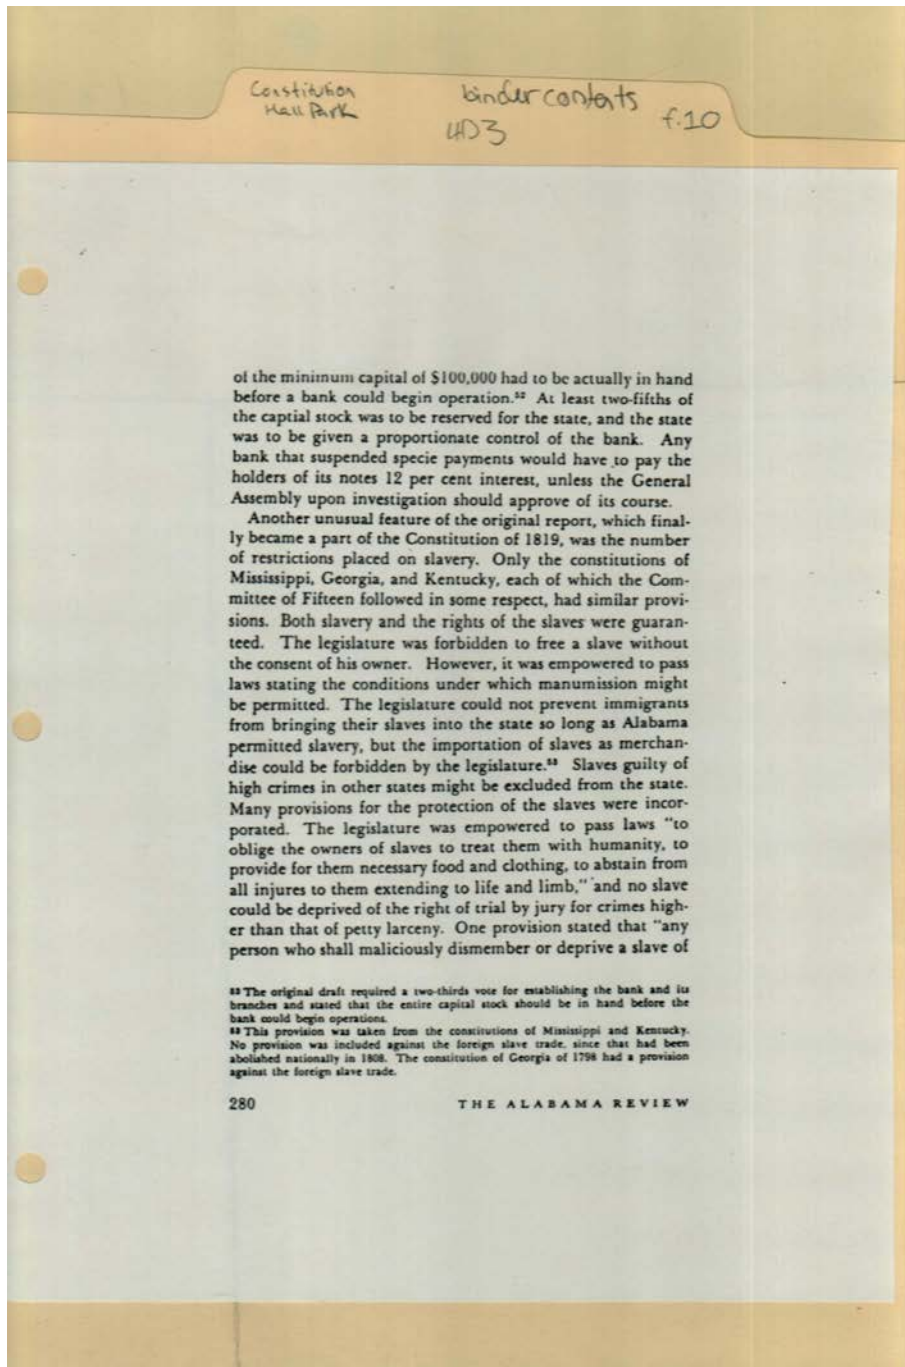 Constitution
Hall Park
binder contents
4D3
f.10
of the minimum capital of $100,000 had to be actually in hand
before a bank could begin operation.⁵² At least two-fifths of
the captial stock was to be reserved for the state, and the state
was to be given a proportionate control of the bank. Any
bank that suspended specie payments would have to pay the
holders of its notes 12 per cent interest, unless the General
Assembly upon investigation should approve of its course.
Another unusual feature of the original report, which final-
ly became a part of the Constitution of 1819, was the number
of restrictions placed on slavery. Only the constitutions of
Mississippi, Georgia, and Kentucky, each of which the Com-
mittee of Fifteen followed in some respect, had similar provi-
sions. Both slavery and the rights of the slaves were guaran-
teed. The legislature was forbidden to free a slave without
the consent of his owner. However, it was empowered to pass
laws stating the conditions under which manumission might
be permitted. The legislature could not prevent immigrants
from bringing their slaves into the state so long as Alabama
permitted slavery, but the importation of slaves as merchan-
dise could be forbidden by the legislature.⁵³ Slaves guilty of
high crimes in other states might be excluded from the state.
Many provisions for the protection of the slaves were incor-
porated. The legislature was empowered to pass laws "to
oblige the owners of slaves to treat them with humanity, to
provide for them necessary food and clothing, to abstain from
all injures to them extending to life and limb," and no slave
could be deprived of the right of trial by jury for crimes high-
er than that of petty larceny. One provision stated that "any
person who shall maliciously dismember or deprive a slave of
⁵² The original draft required a two-thirds vote for establishing the bank and its
branches and stated that the entire capital stock should be in hand before the
bank could begin operations.
⁵³ This provision was taken from the constitutions of Mississippi and Kentucky.
No provision was included against the foreign slave trade, since that had been
abolished nationally in 1808. The constitution of Georgia of 1798 had a provision
against the foreign slave trade.
280 THE ALABAMA REVIEW